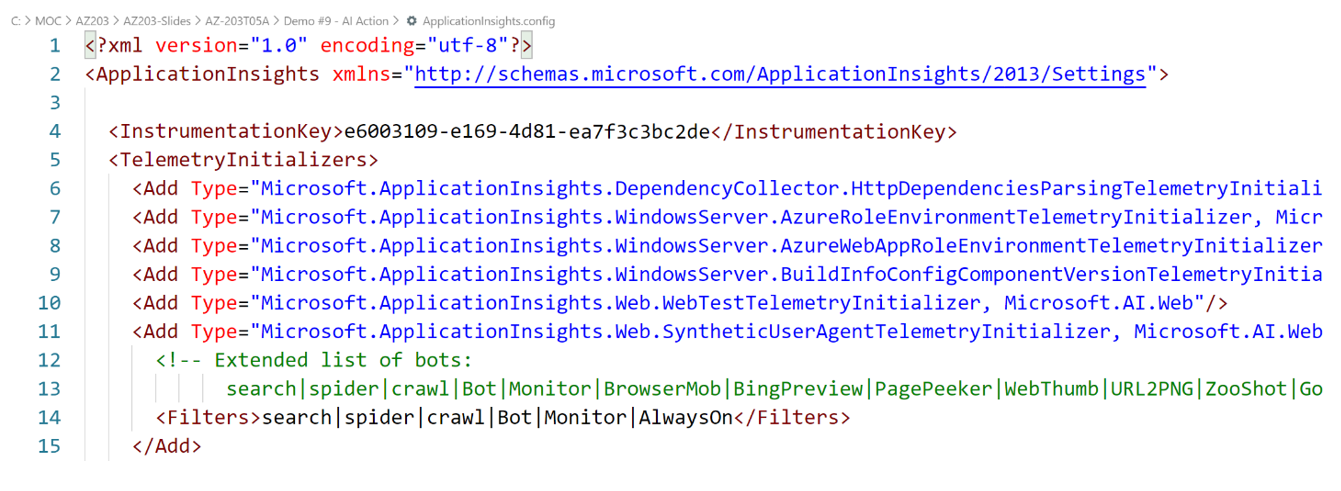 C: > MOC > AZ203 > AZ203-Slides > AZ-203T05A > Demo #9 - AI Action > ApplicationInsights.config
1 <?xml version="1.0" encoding="utf-8"?>
2 <ApplicationInsights xmlns="http://schemas.microsoft.com/ApplicationInsights/2013/Settings">
3
4 <InstrumentationKey>e6003109-e169-4d81-ea7f3c3bc2de</InstrumentationKey>
5 <TelemetryInitializers>
6 <Add Type="Microsoft.ApplicationInsights.DependencyCollector.HttpDependenciesParsingTelemetryInitiali
7 <Add Type="Microsoft.ApplicationInsights.WindowsServer.AzureRoleEnvironmentTelemetryInitializer, Micr
8 <Add Type="Microsoft.ApplicationInsights.WindowsServer.AzureWebAppRoleEnvironmentTelemetryInitializer
9 <Add Type="Microsoft.ApplicationInsights.WindowsServer.BuildInfoConfigComponentVersionTelemetryInitia
10 <Add Type="Microsoft.ApplicationInsights.Web.WebTestTelemetryInitializer, Microsoft.AI.Web"/>
11 <Add Type="Microsoft.ApplicationInsights.Web.SyntheticUserAgentTelemetryInitializer, Microsoft.AI.Web
12 <!-- Extended list of bots:
13 search|spider|crawl|Bot|Monitor|BrowserMob|BingPreview|PagePeeker|WebThumb|URL2PNG|ZooShot|Go
14 <Filters>search|spider|crawl|Bot|Monitor|AlwaysOn</Filters>
15 </Add>